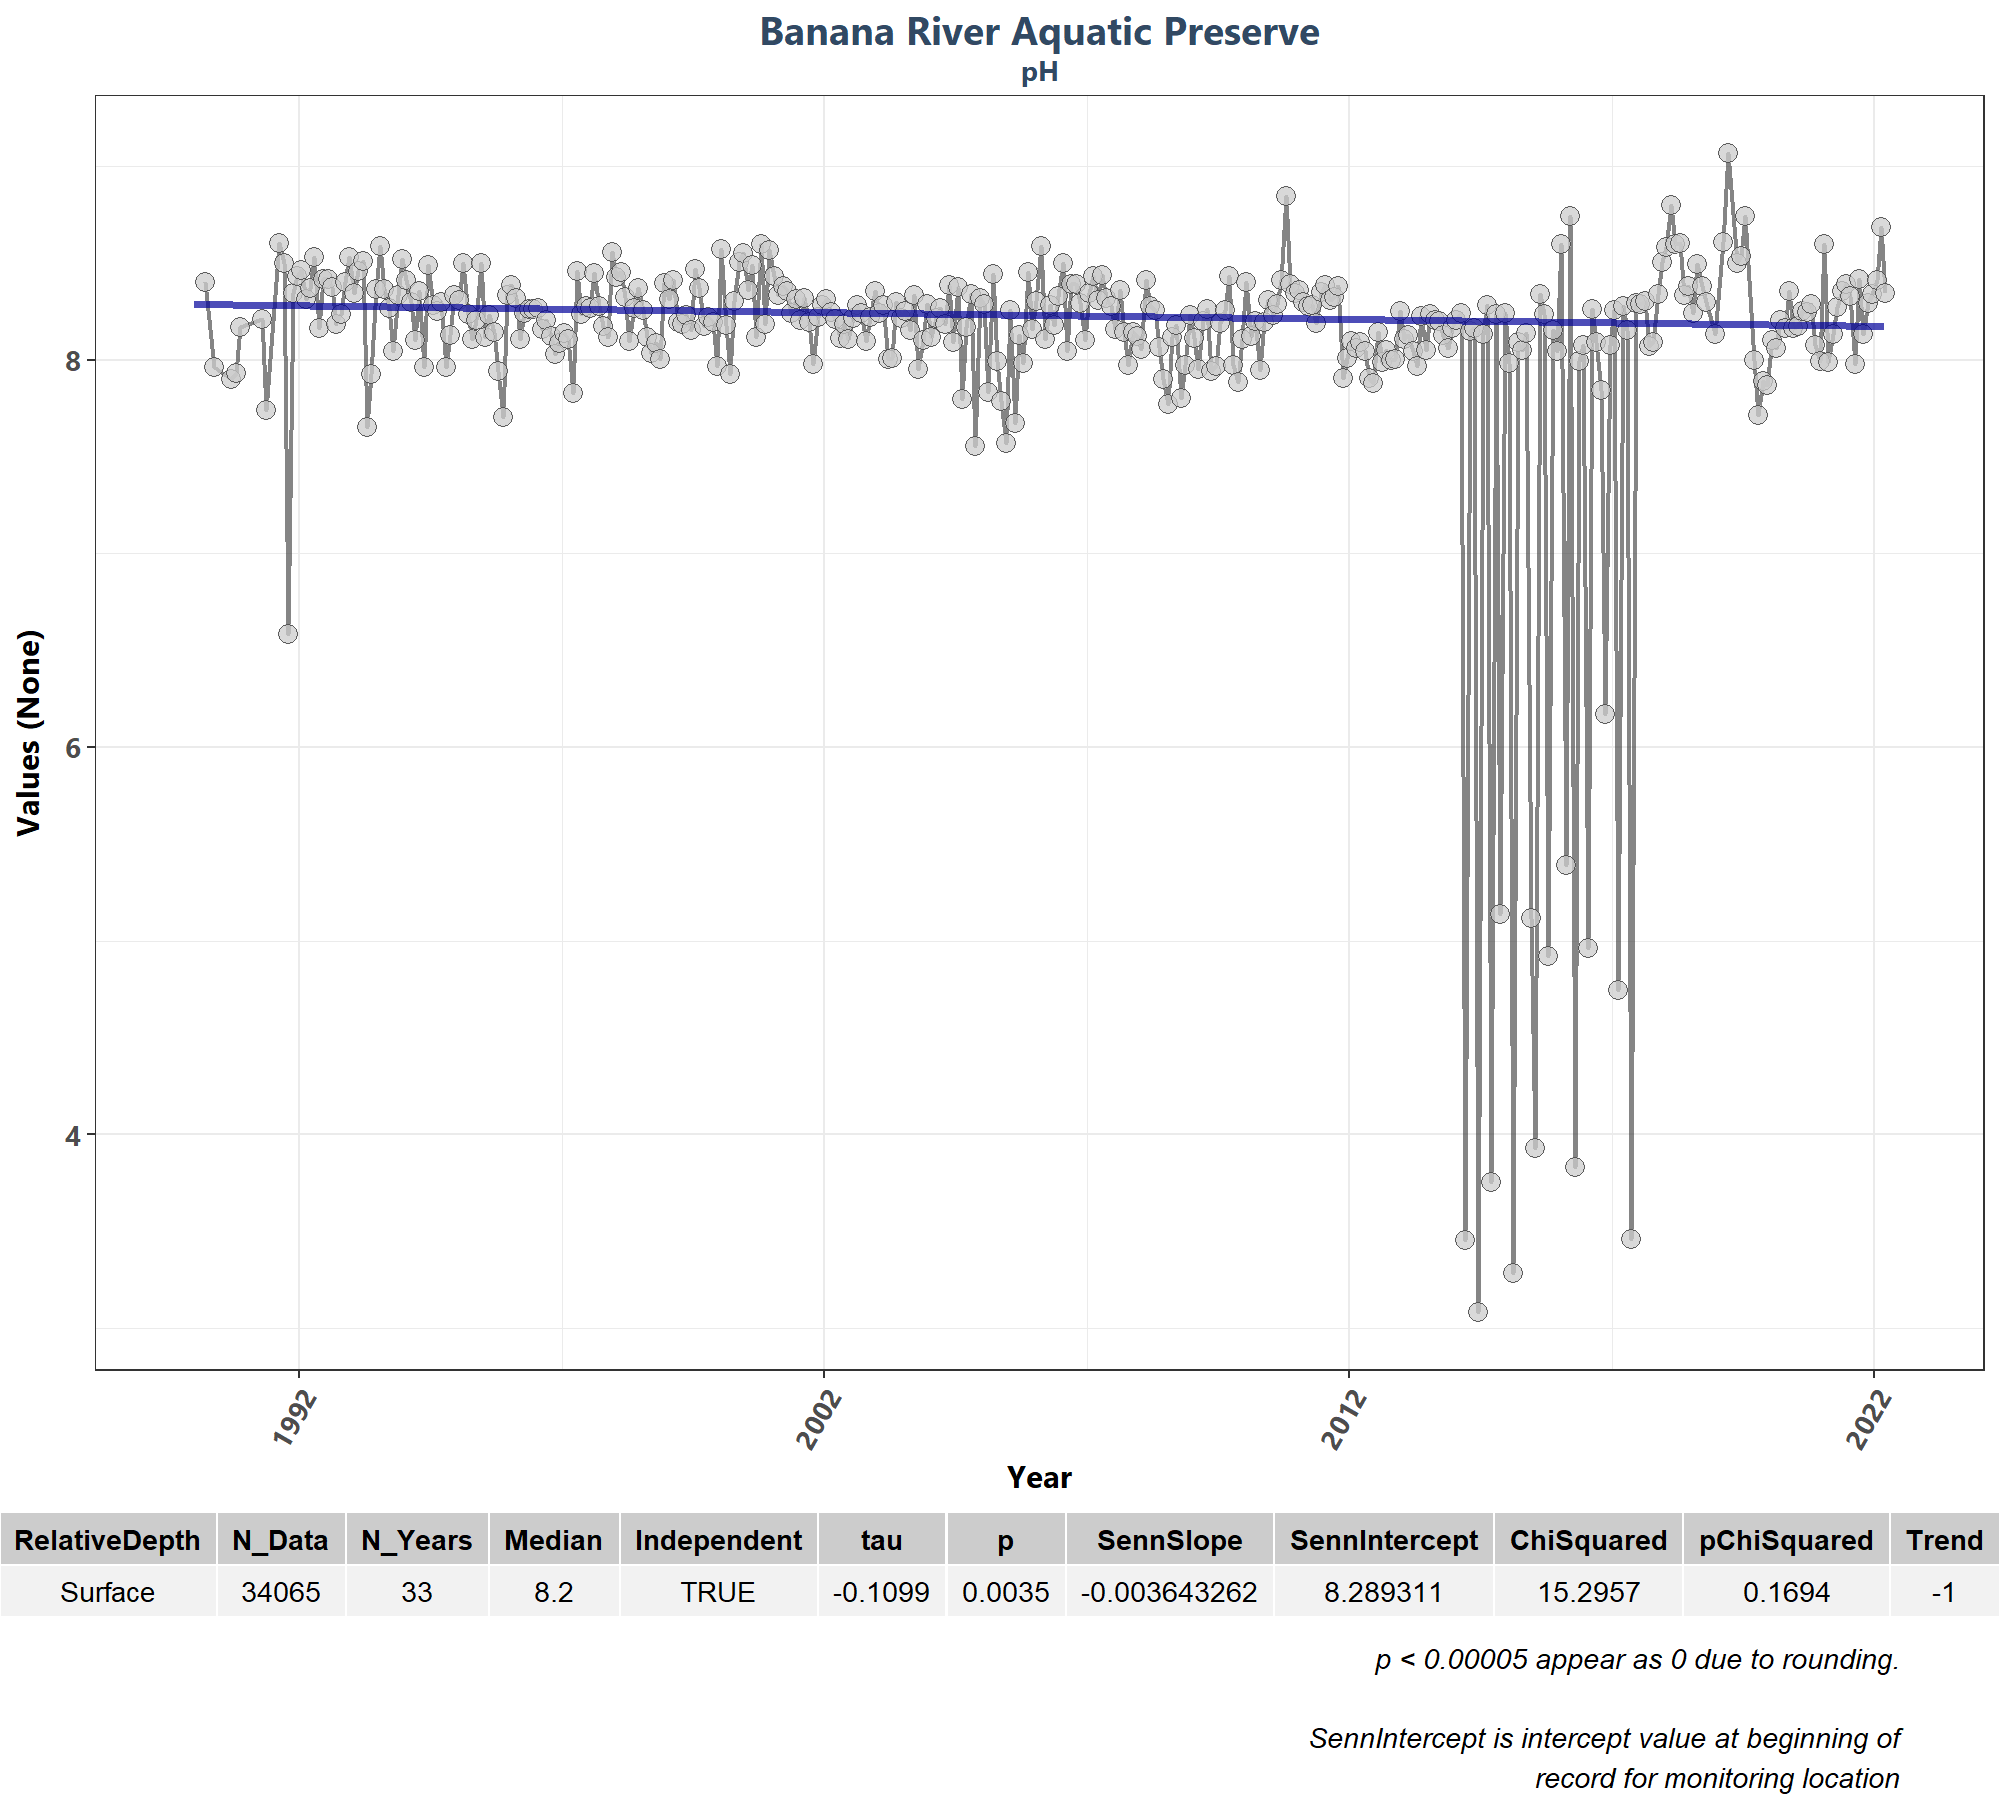 Banana River Aquatic Preserve
pH
Values (None)
8
6
4
1992 2002 2012 2022
Year
RelativeDepth N_Data N_Years Median Independent tau p SennSlope SennIntercept ChiSquared pChiSquared Trend
Surface 34065 33 8.2 TRUE -0.1099 0.0035 -0.003643262 8.289311 15.2957 0.1694 -1
p < 0.00005 appear as 0 due to rounding.
SennIntercept is intercept value at beginning of
record for monitoring location